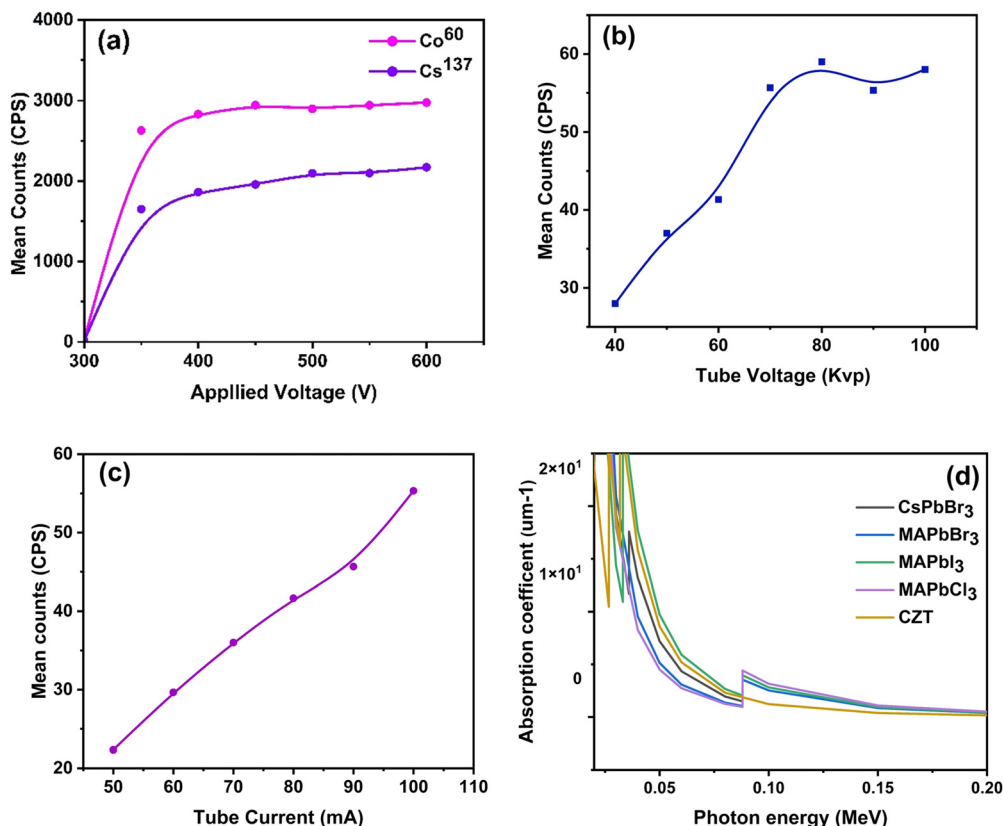 (a)
Co60
Cs137
4000
3000
2000
1000
0
Mean Counts (CPS)
300
400
500
600
Appllied Voltage (V)
(b)
60
50
40
30
Mean Counts (CPS)
40
60
80
100
Tube Voltage (Kvp)
(c)
60
50
40
30
20
Mean counts (CPS)
50
60
70
80
90
100
110
Tube Current (mA)
(d)
2×10¹
1×10¹
0
Absorption coefficent (um-1)
CsPbBr3
MAPbBr3
MAPbI3
MAPbCl3
CZT
0.05
0.10
0.15
0.20
Photon energy (MeV)